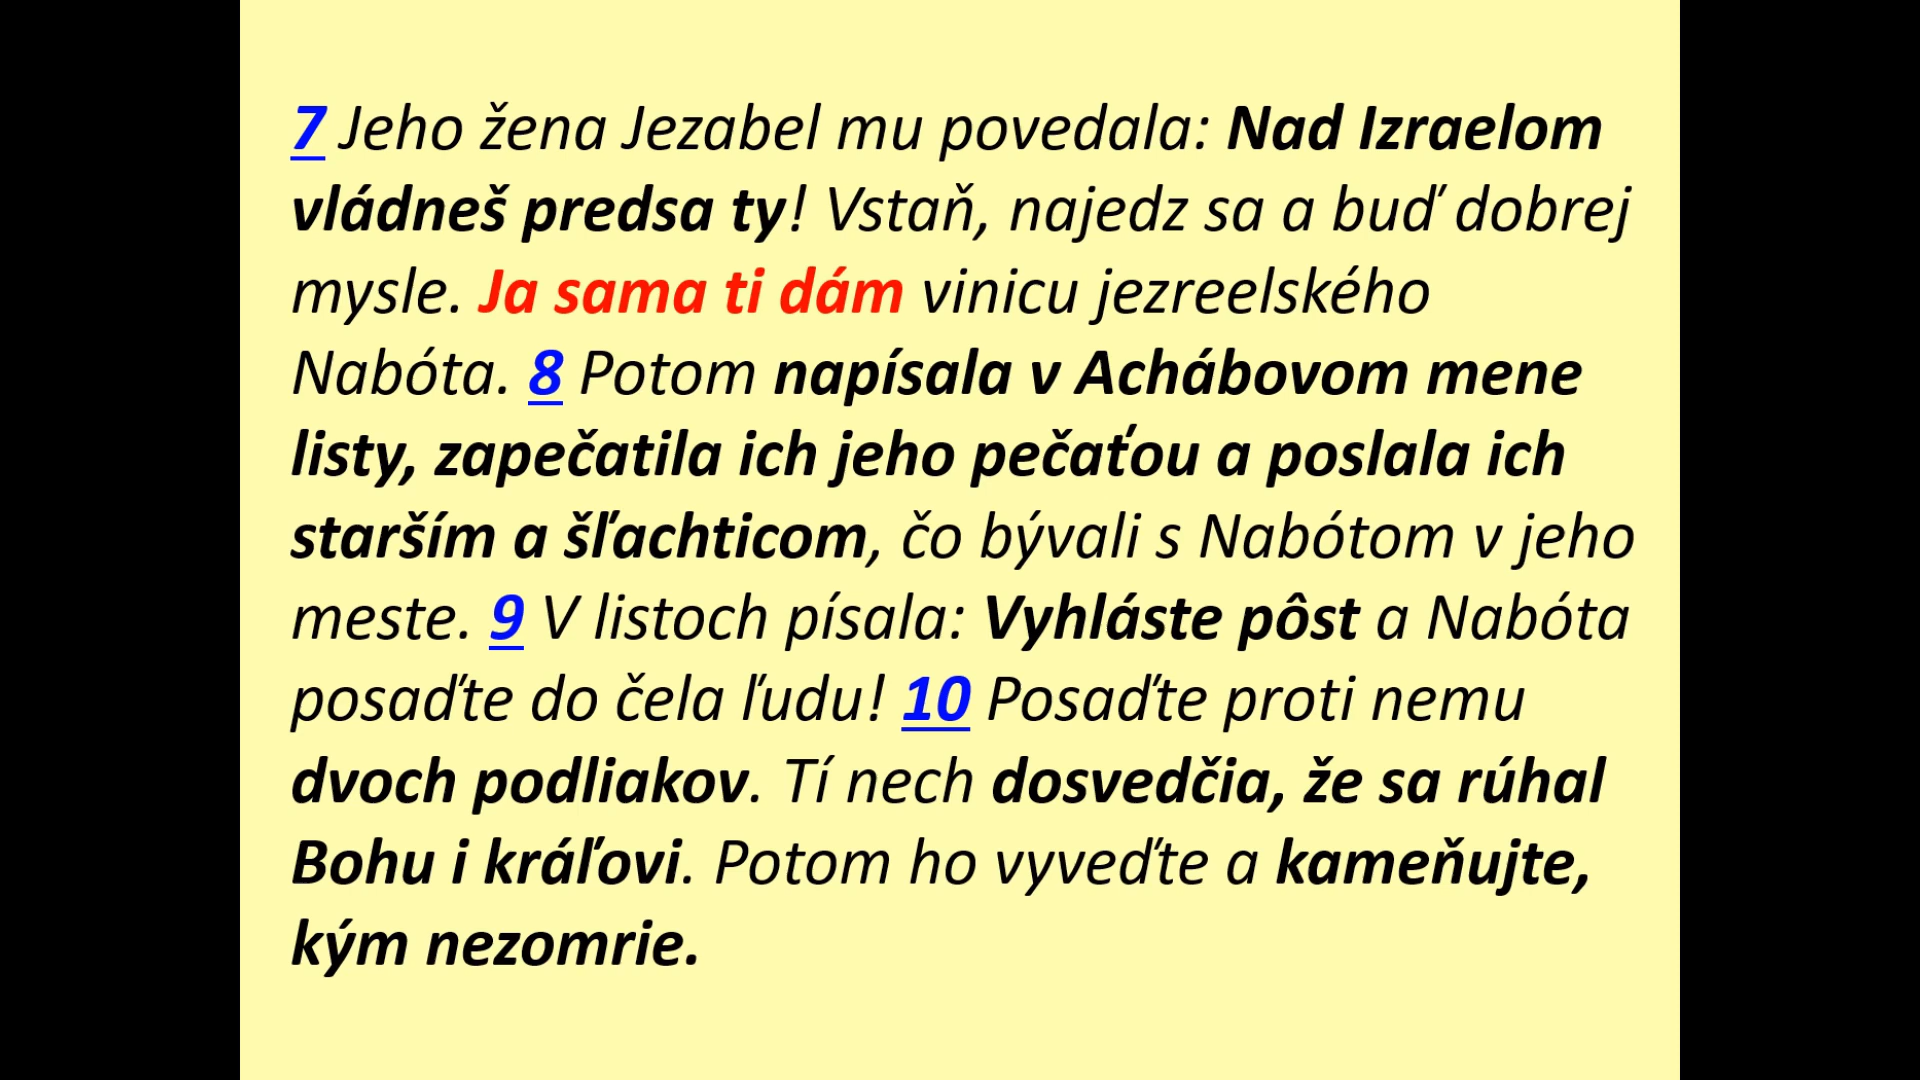 7 Jeho žena Jezabel mu povedala: Nad Izraelom
vládneš predsa ty! Vstaň, najedz sa a buď dobrej
mysle. Ja sama ti dám vinicu jezreelského
Nabóta. 8 Potom napísala v Achábovom mene
listy, zapečatila ich jeho pečaťou a poslala ich
starším a šľachticom, čo bývali s Nabótom v jeho
meste. 9 V listoch písala: Vyhláste pôst a Nabóta
posaďte do čela ľudu! 10 Posaďte proti nemu
dvoch podliakov. Tí nech dosvedčia, že sa rúhal
Bohu i kráľovi. Potom ho vyveďte a kameňujte,
kým nezomrie.